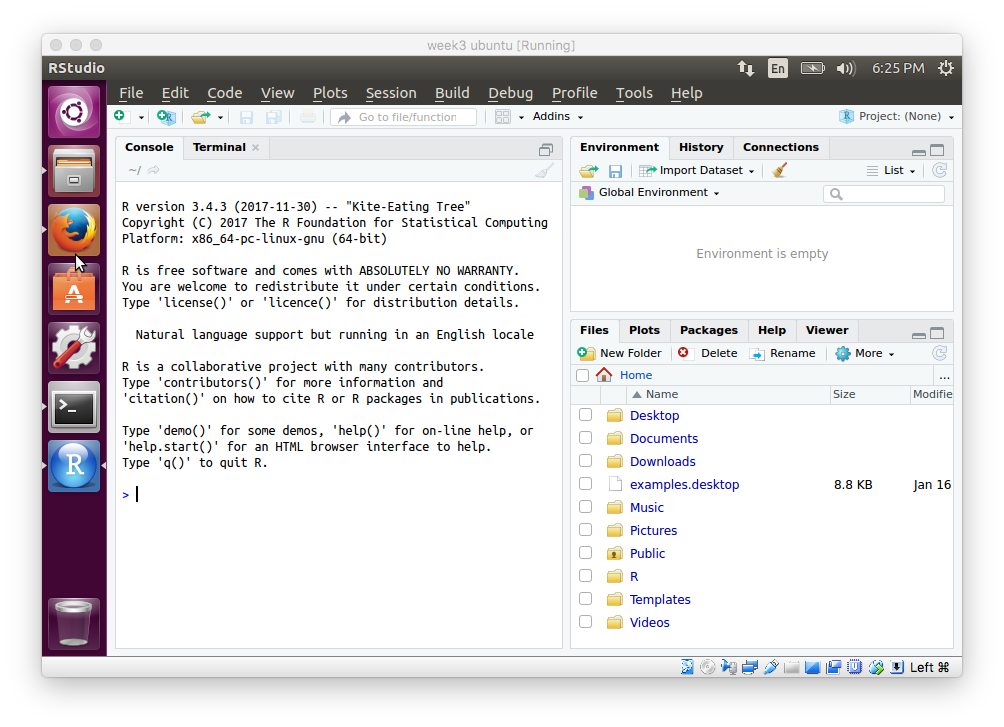 week3 ubuntu [Running]
RStudio
En
6:25 PM
File Edit Code View Plots Session Build Debug Profile Tools Help
Go to file/function
Addins
Project: (None)
Console Terminal
~/
R version 3.4.3 (2017-11-30) -- "Kite-Eating Tree"
Copyright (C) 2017 The R Foundation for Statistical Computing
Platform: x86_64-pc-linux-gnu (64-bit)
R is free software and comes with ABSOLUTELY NO WARRANTY.
You are welcome to redistribute it under certain conditions.
Type 'license()' or 'licence()' for distribution details.
Natural language support but running in an English locale
R is a collaborative project with many contributors.
Type 'contributors()' for more information and
'citation()' on how to cite R or R packages in publications.
Type 'demo()' for some demos, 'help()' for on-line help, or
'help.start()' for an HTML browser interface to help.
Type 'q()' to quit R.
>
Environment History Connections
Import Dataset
List
Global Environment
Environment is empty
Files Plots Packages Help Viewer
New Folder Delete Rename More
Home
...
Name Size Modifie
Desktop
Documents
Downloads
examples.desktop 8.8 KB Jan 16
Music
Pictures
Public
R
Templates
Videos
Left ⌘